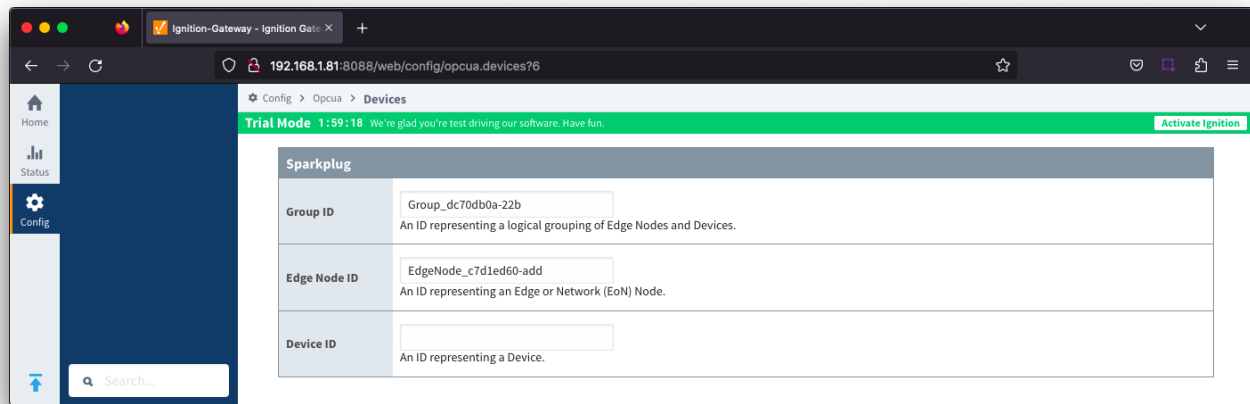 Ignition-Gateway - Ignition Gate
192.168.1.81:8088/web/config/opcua.devices?6
Home
Status
Config
Config > Opcua > Devices
Trial Mode 1:59:18 We're glad you're test driving our software. Have fun.
Activate Ignition
Sparkplug
Group ID
Group_dc70db0a-22b
An ID representing a logical grouping of Edge Nodes and Devices.
Edge Node ID
EdgeNode_c7d1ed60-add
An ID representing an Edge or Network (EoN) Node.
Device ID
An ID representing a Device.
Search...